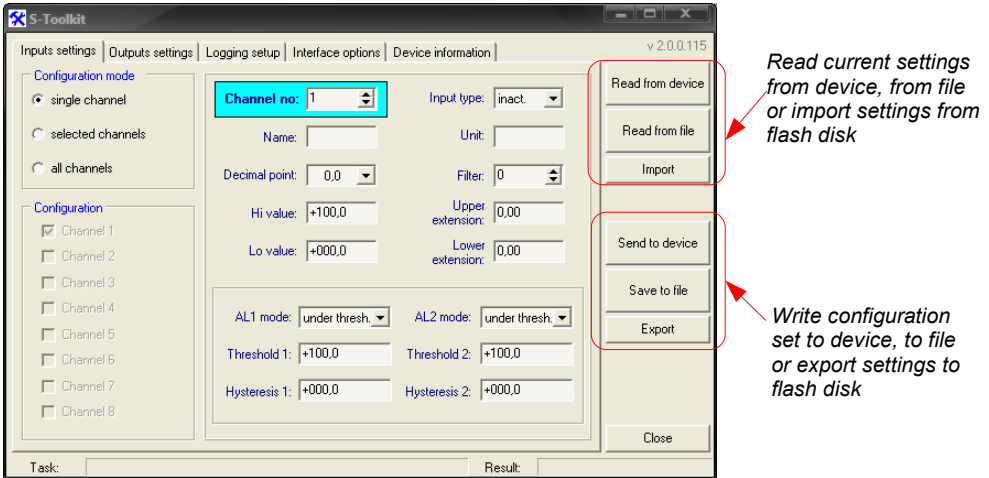 S-Toolkit
Inputs settings Outputs settings Logging setup Interface options Device information
v 2.0.0.115
Configuration mode
single channel
selected channels
all channels
Configuration
Channel 1
Channel 2
Channel 3
Channel 4
Channel 5
Channel 6
Channel 7
Channel 8
Channel no: 1
Input type: inact.
Name:
Unit:
Decimal point: 0,0
Filter: 0
Hi value: +100,0
Upper
extension: 0,00
Lo value: +000,0
Lower
extension: 0,00
AL1 mode: under thresh.
AL2 mode: under thresh.
Threshold 1: +100,0
Threshold 2: +100,0
Hysteresis 1: +000,0
Hysteresis 2: +000,0
Read from device
Read from file
Import
Send to device
Save to file
Export
Close
Task:
Result:
Read current settings
from device, from file
or import settings from
flash disk
Write configuration
set to device, to file
or export settings to
flash disk